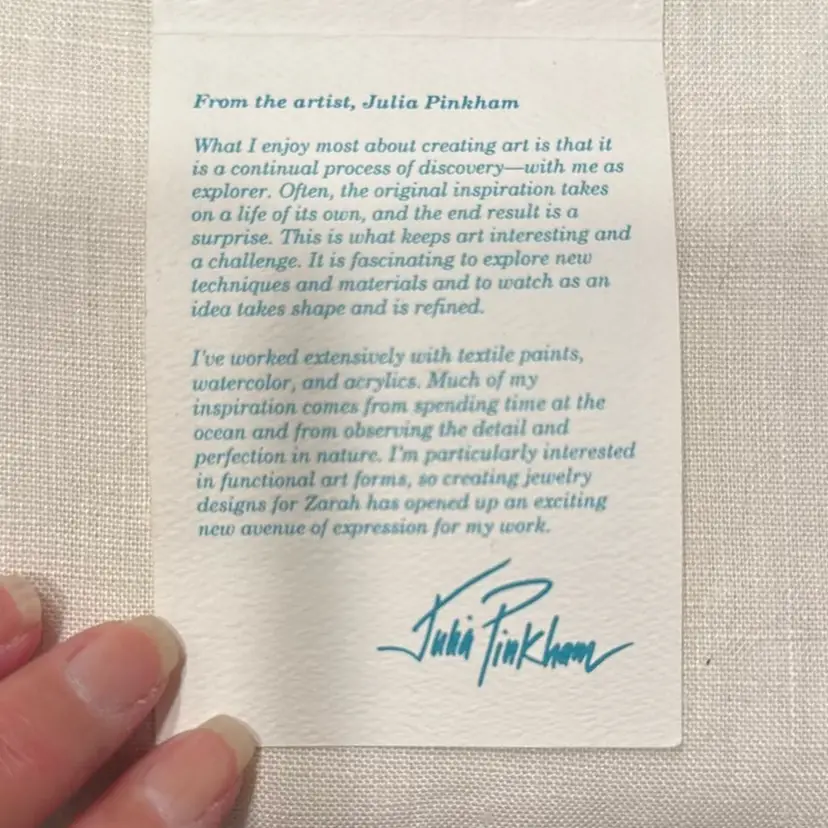 From the artist, Julia Pinkham
What I enjoy most about creating art is that it
is a continual process of discovery—with me as
explorer. Often, the original inspiration takes
on a life of its own, and the end result is a
surprise. This is what keeps art interesting and
a challenge. It is fascinating to explore new
techniques and materials and to watch as an
idea takes shape and is refined.
I've worked extensively with textile paints,
watercolor, and acrylics. Much of my
inspiration comes from spending time at the
ocean and from observing the detail and
perfection in nature. I'm particularly interested
in functional art forms, so creating jewelry
designs for Zarah has opened up an exciting
new avenue of expression for my work.
Julia Pinkham